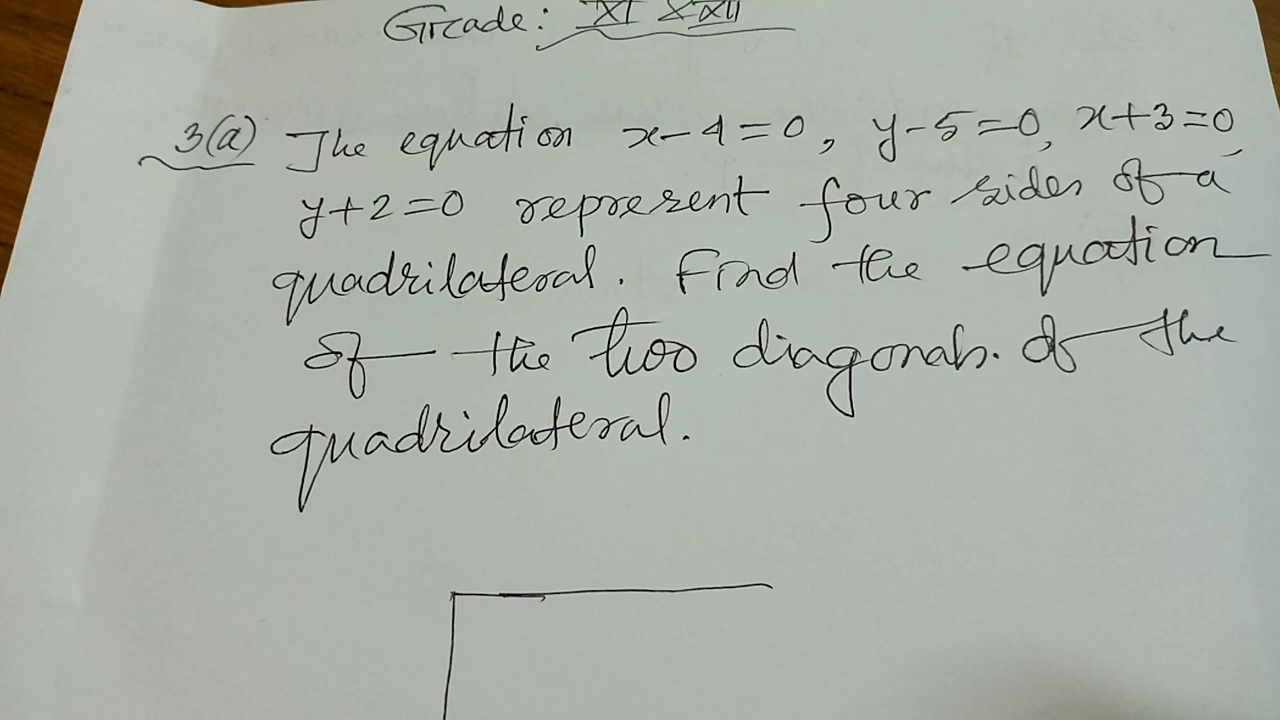 Grade: XI & XII
3(a) The equation x-4=0, y-5=0, x+3=0,
y+2=0 represent four sides of a
quadrilateral. Find the equation
of the two diagonals. of the
quadrilateral.